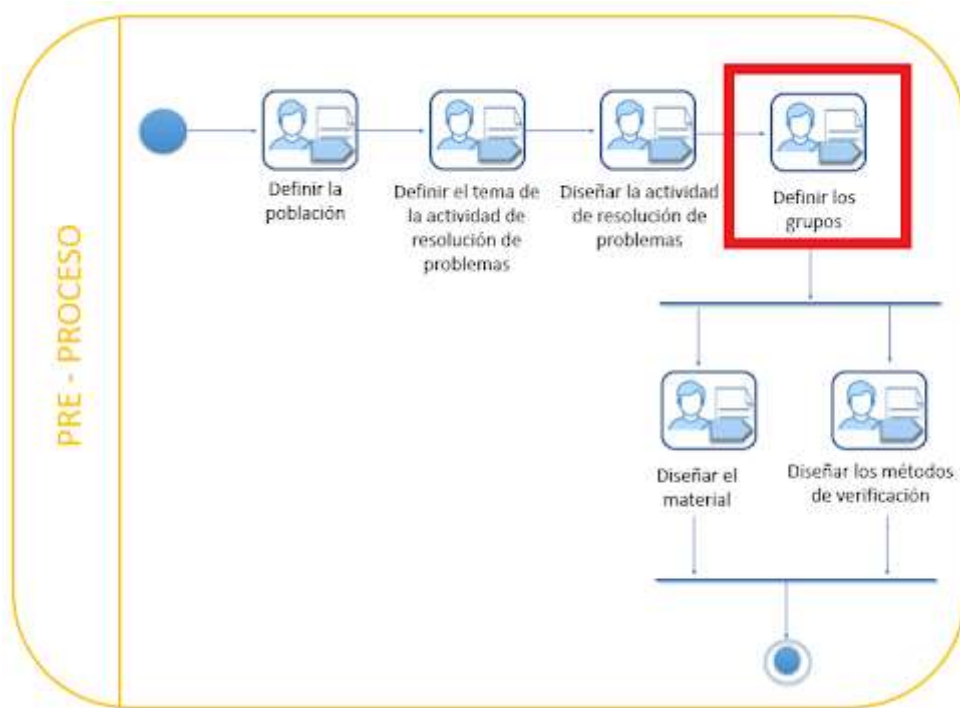 PRE - PROCESO
Definir la
población
Definir el tema de
la actividad de
resolución de
problemas
Diseñar la actividad
de resolución de
problemas
Definir los
grupos
Diseñar el
material
Diseñar los métodos
de verificación